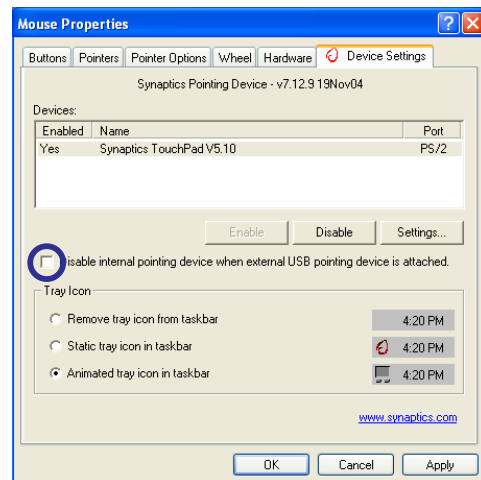 Mouse Properties
Buttons Pointers Pointer Options Wheel Hardware Device Settings
Synaptics Pointing Device - v7.12.9 19Nov04
Devices:
Enabled Name Port
Yes Synaptics TouchPad V5.10 PS/2
Enable Disable Settings...
isable internal pointing device when external USB pointing device is attached.
Tray Icon
Remove tray icon from taskbar 4:20 PM
Static tray icon in taskbar 4:20 PM
Animated tray icon in taskbar 4:20 PM
www.synaptics.com
OK Cancel Apply